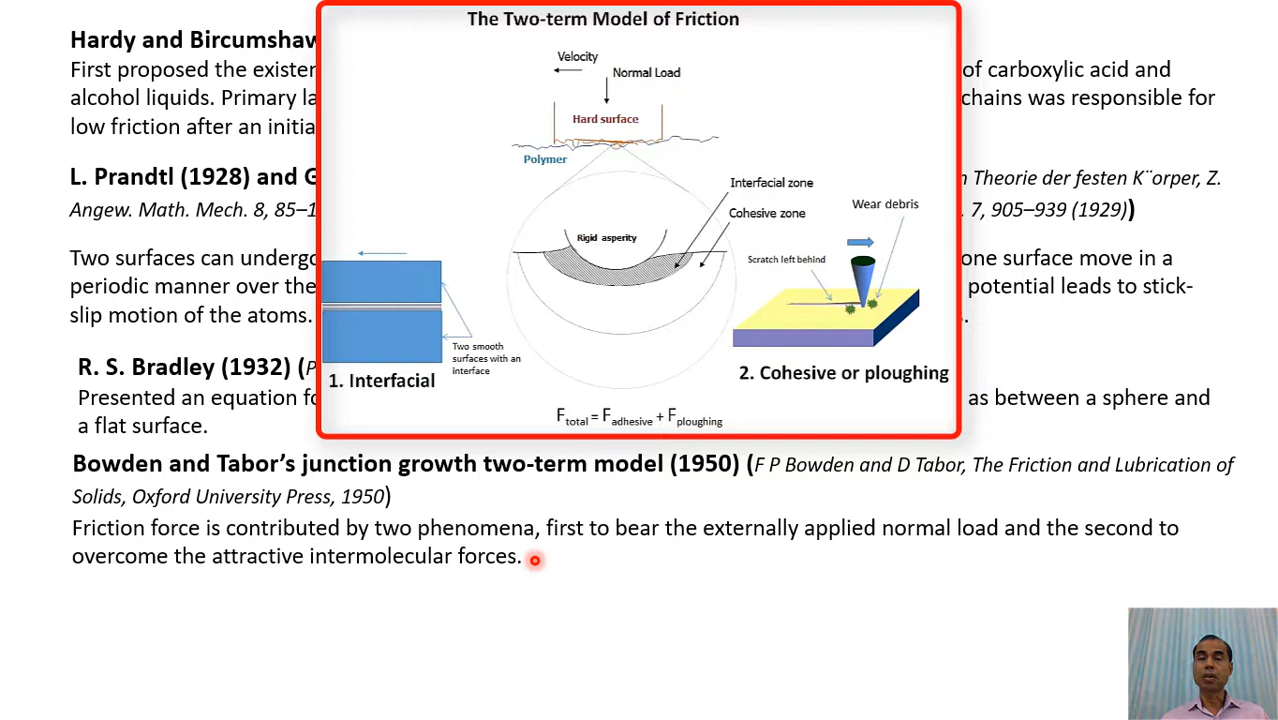 The Two-term Model of Friction
Velocity
Normal Load
Hard surface
Polymer
Interfacial zone
Cohesive zone
Rigid asperity
Wear debris
Scratch left behind
Two smooth
surfaces with an
interface
1. Interfacial
2. Cohesive or ploughing
Ftotal = Fadhesive + Fploughing
Hardy and Bircumshaw
First proposed the of carboxylic acid and
alcohol liquids. Primary chains was responsible for
low friction after an
L. Prandtl (1928) and Theorie der festen K¨orper, Z.
Angew. Math. Mech. 8, 85–1 7, 905–939 (1929))
Two surfaces can one surface move in a
periodic manner over the potential leads to stick-
slip motion of the atoms.
R. S. Bradley (1932) (
Presented an equation as between a sphere and
a flat surface.
Bowden and Tabor's junction growth two-term model (1950) (F P Bowden and D Tabor, The Friction and Lubrication of
Solids, Oxford University Press, 1950)
Friction force is contributed by two phenomena, first to bear the externally applied normal load and the second to
overcome the attractive intermolecular forces.